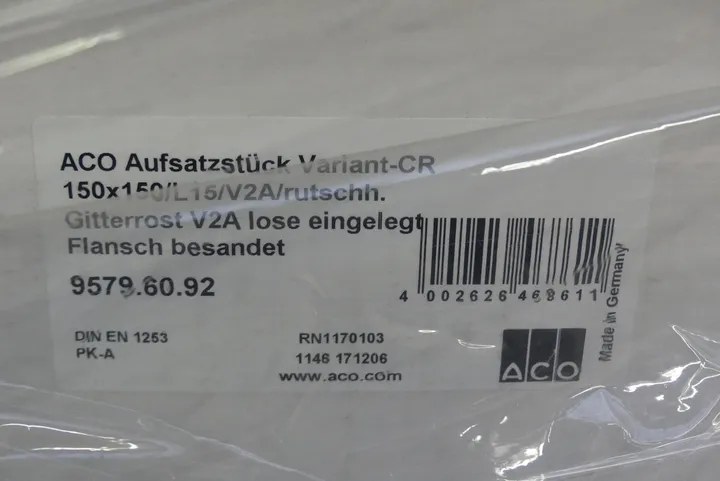 ACO Aufsatzstück Variant-CR
150x150/L15/V2A/rutschh.
Gitterrost V2A lose eingelegt
Flansch besandet
9579.60.92
4 002626 468611
Made in Germany
DIN EN 1253
PK-A
RN1170103
1146 171206
www.aco.com
ACO